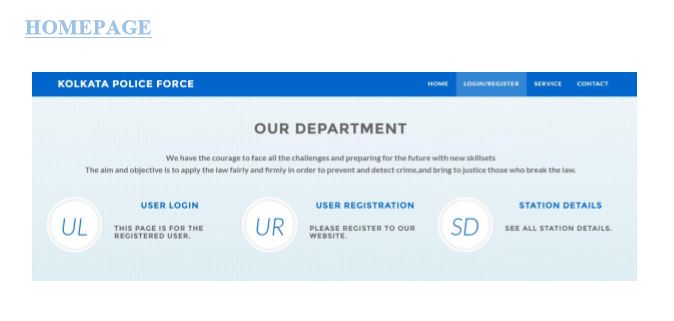 HOMEPAGE
KOLKATA POLICE FORCE
HOME LOGIN/REGISTER SERVICE CONTACT
OUR DEPARTMENT
We have the courage to face all the challenges and preparing for the future with new skillsets
The aim and objective is to apply the law fairly and firmly in order to prevent and detect crime,and bring to justice those who break the law.
UL
USER LOGIN
THIS PAGE IS FOR THE
REGISTERED USER.
UR
USER REGISTRATION
PLEASE REGISTER TO OUR
WEBSITE.
SD
STATION DETAILS
SEE ALL STATION DETAILS.